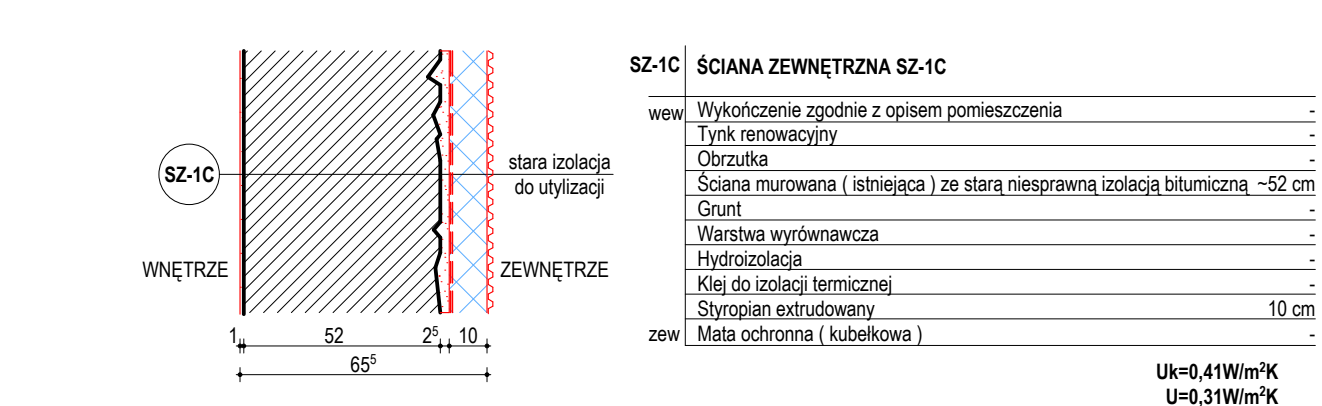 SZ-1C ŚCIANA ZEWNĘTRZNA SZ-1C
wew Wykończenie zgodnie z opisem pomieszczenia -
Tynk renowacyjny -
Obrzutka -
Ściana murowana ( istniejąca ) ze starą niesprawną izolacją bitumiczną ~52 cm
Grunt -
Warstwa wyrównawcza -
Hydroizolacja -
Klej do izolacji termicznej -
Styropian extrudowany 10 cm
zew Mata ochronna ( kubełkowa ) -
Uk=0,41W/m²K
U=0,31W/m²K
SZ-1C
stara izolacja
do utylizacji
WNĘTRZE
ZEWNĘTRZE
1 52 2⁵ 10
65⁵